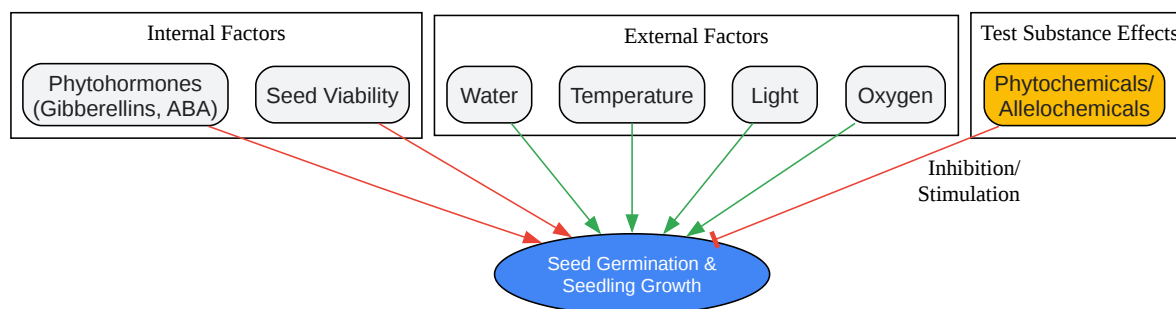 Internal Factors
Phytohormones
(Gibberellins, ABA)
Seed Viability
External Factors
Water
Temperature
Light
Oxygen
Test Substance Effects
Phytochemicals/
Allelochemicals
Inhibition/
Stimulation
Seed Germination &
Seedling Growth